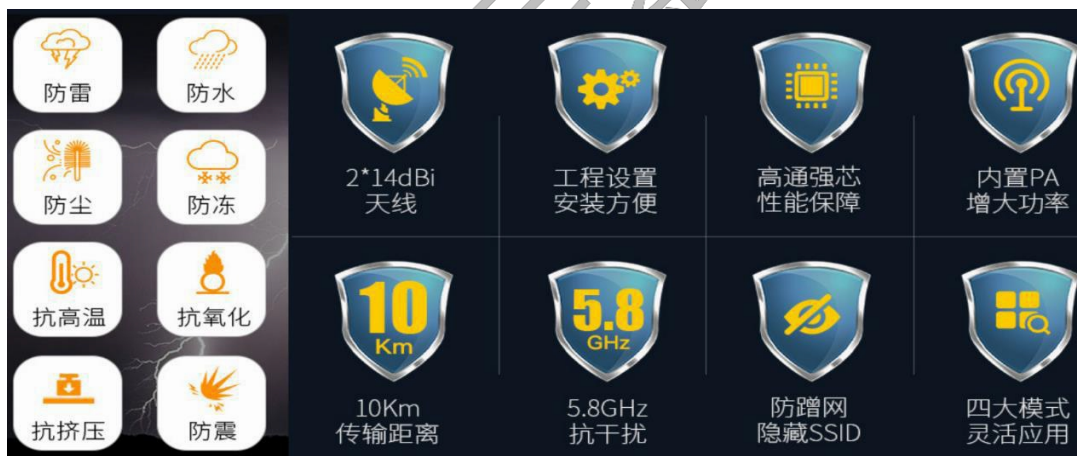 防雷
防水
防尘
防冻
抗高温
抗氧化
抗挤压
防震
2*14dBi
天线
工程设置
安装方便
高通强芯
性能保障
内置PA
增大功率
10
Km
10Km
传输距离
5.8
GHz
5.8GHz
抗干扰
防蹭网
隐藏SSID
四大模式
灵活应用